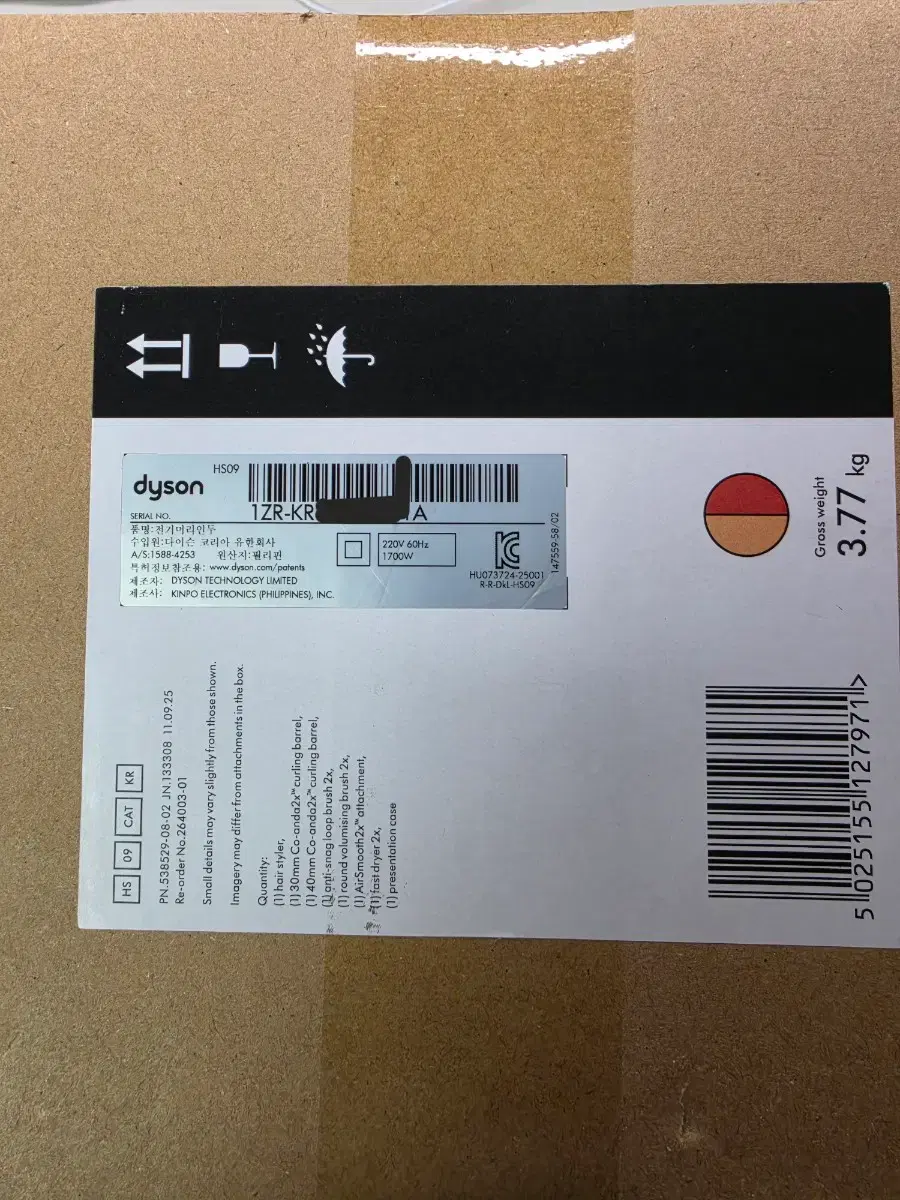 dyson
HS09
SERIAL NO.
1ZR-KR
1A
품명:전기머리인두
수입원:다이슨 코리아 유한회사
A/S:1588-4253 원산지:필리핀
특허정보참조용: www.dyson.com/patents
제조자: DYSON TECHNOLOGY LIMITED
제조사: KINPO ELECTRONICS (PHILIPPINES), INC.
220V 60Hz
1700W
HU073724-25001
R-R-DkL-HS09
147559-58/02
Gross weight
3.77 kg
HS 09 CAT KR
PN.538529-08-02 JN.133308 11.09.25
Re-order No.264003-01
Small details may vary slightly from those shown.
Imagery may differ from attachments in the box.
Quantity:
(1) hair styler,
(1) 30mm Co-anda2x™ curling barrel,
(1) 40mm Co-anda2x™ curling barrel,
(1) anti-snag loop brush 2x,
(1) round volumising brush 2x,
(1) AirSmooth2x™ attachment,
(1) fast dryer 2x,
(1) presentation case
5 025155 127971 >